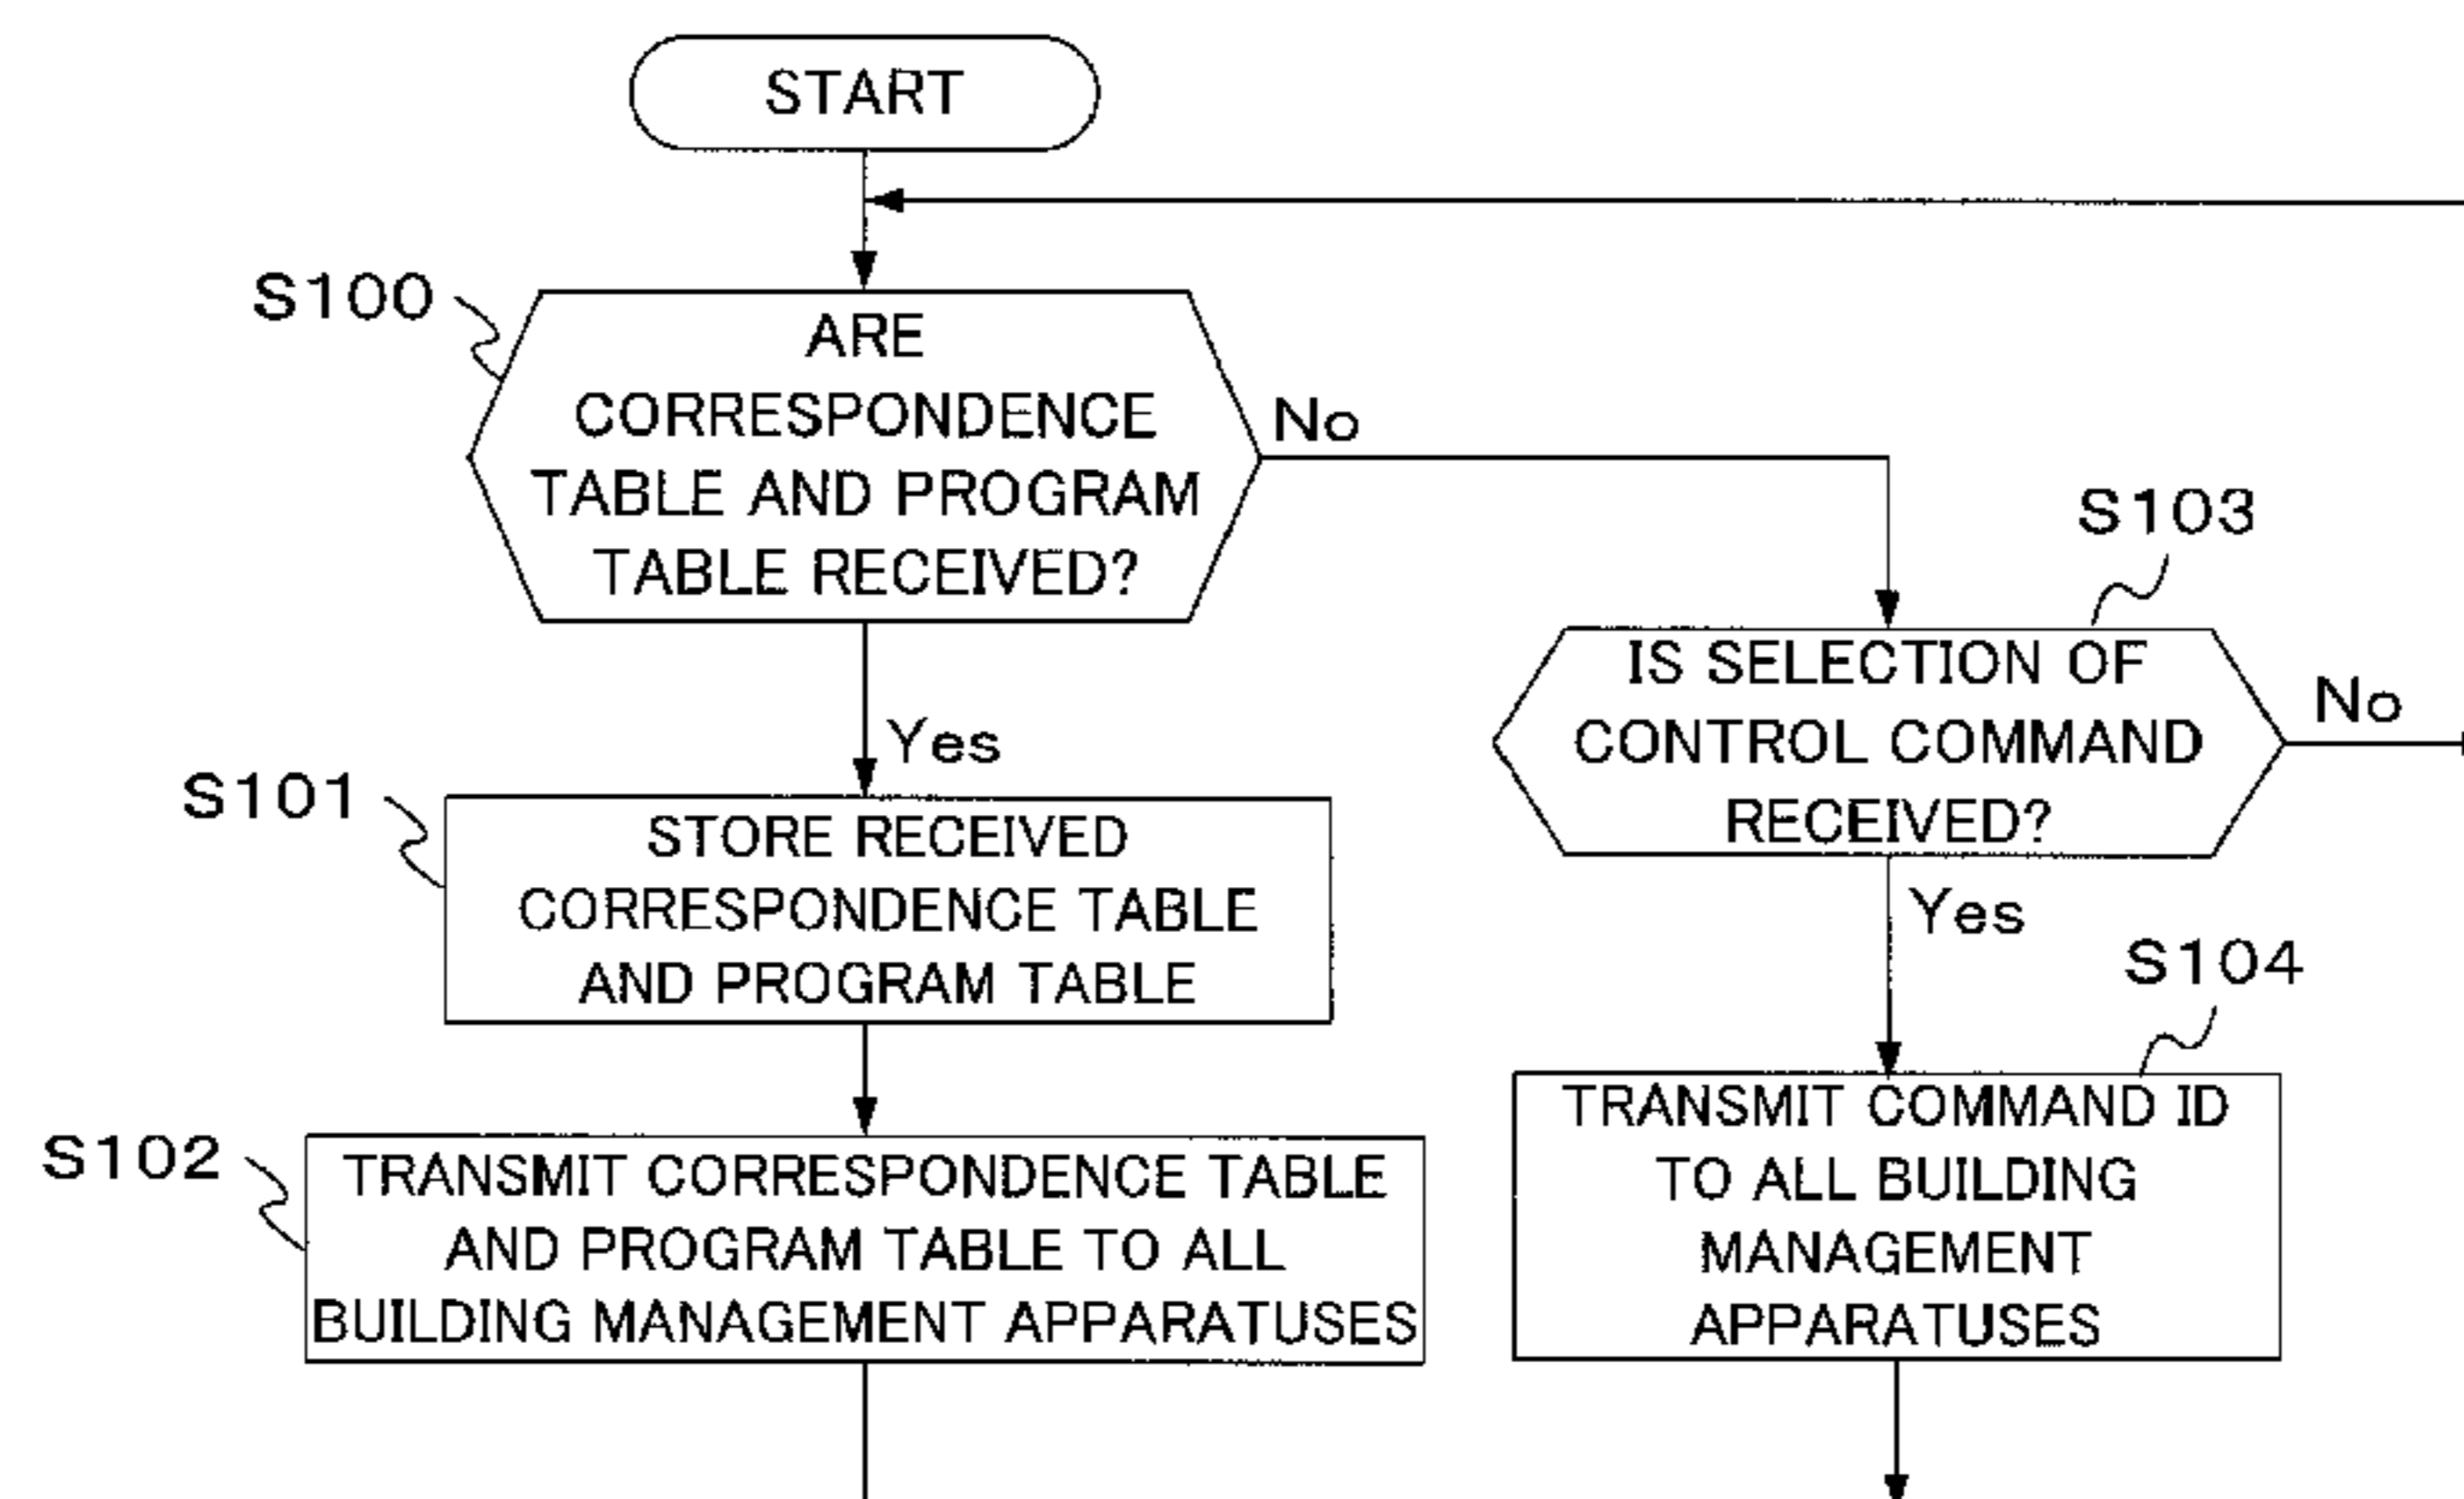 START
S100
ARE
CORRESPONDENCE
TABLE AND PROGRAM
TABLE RECEIVED?
No
Yes
S103
IS SELECTION OF
CONTROL COMMAND
RECEIVED?
No
Yes
S101
STORE RECEIVED
CORRESPONDENCE TABLE
AND PROGRAM TABLE
S104
TRANSMIT COMMAND ID
TO ALL BUILDING
MANAGEMENT
APPARATUSES
S102
TRANSMIT CORRESPONDENCE TABLE
AND PROGRAM TABLE TO ALL
BUILDING MANAGEMENT APPARATUSES